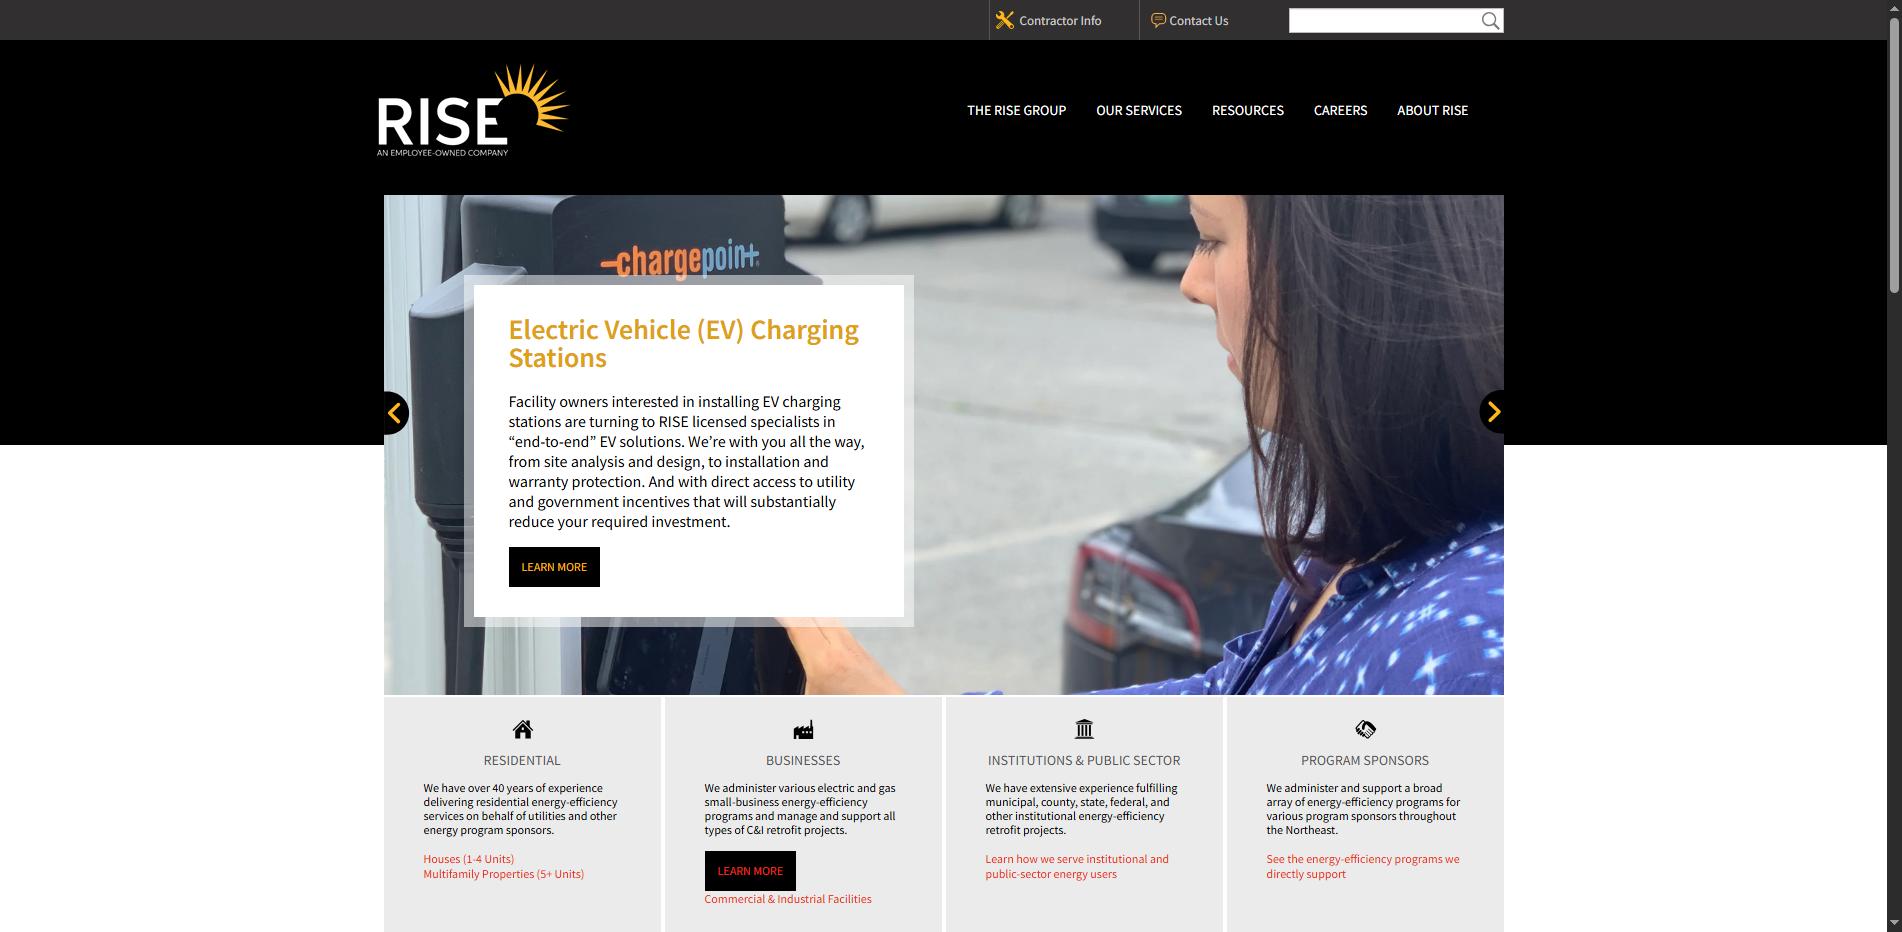 Contractor Info
Contact Us
RISE
AN EMPLOYEE-OWNED COMPANY
THE RISE GROUP
OUR SERVICES
RESOURCES
CAREERS
ABOUT RISE
chargepoint
Electric Vehicle (EV) Charging
Stations
Facility owners interested in installing EV charging
stations are turning to RISE licensed specialists in
“end-to-end” EV solutions. We’re with you all the way,
from site analysis and design, to installation and
warranty protection. And with direct access to utility
and government incentives that will substantially
reduce your required investment.
LEARN MORE
RESIDENTIAL
We have over 40 years of experience
delivering residential energy-efficiency
services on behalf of utilities and other
energy program sponsors.
Houses (1-4 Units)
Multifamily Properties (5+ Units)
BUSINESSES
We administer various electric and gas
small-business energy-efficiency
programs and manage and support all
types of C&I retrofit projects.
LEARN MORE
Commercial & Industrial Facilities
INSTITUTIONS & PUBLIC SECTOR
We have extensive experience fulfilling
municipal, county, state, federal, and
other institutional energy-efficiency
retrofit projects.
Learn how we serve institutional and
public-sector energy users
PROGRAM SPONSORS
We administer and support a broad
array of energy-efficiency programs for
various program sponsors throughout
the Northeast.
See the energy-efficiency programs we
directly support